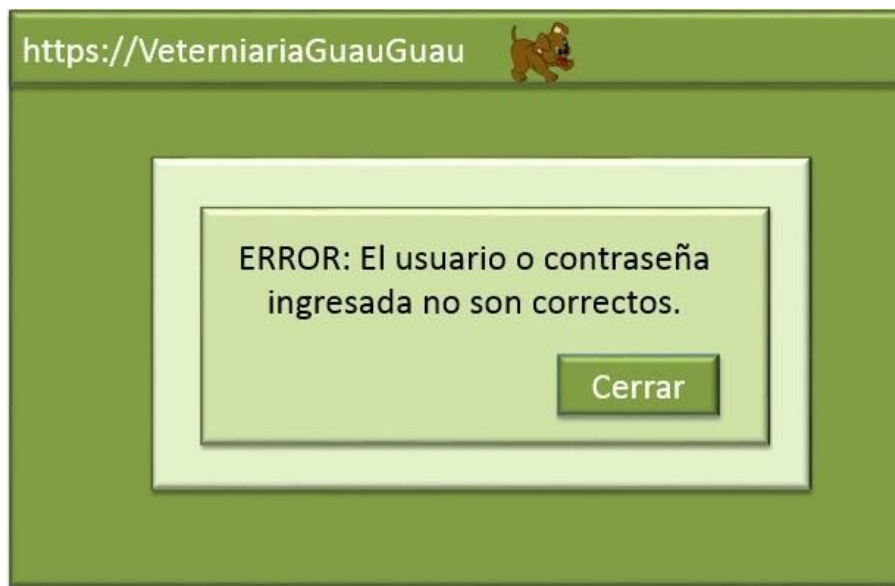 https://VeterniariaGuauGuau
ERROR: El usuario o contraseña
ingresada no son correctos.
Cerrar